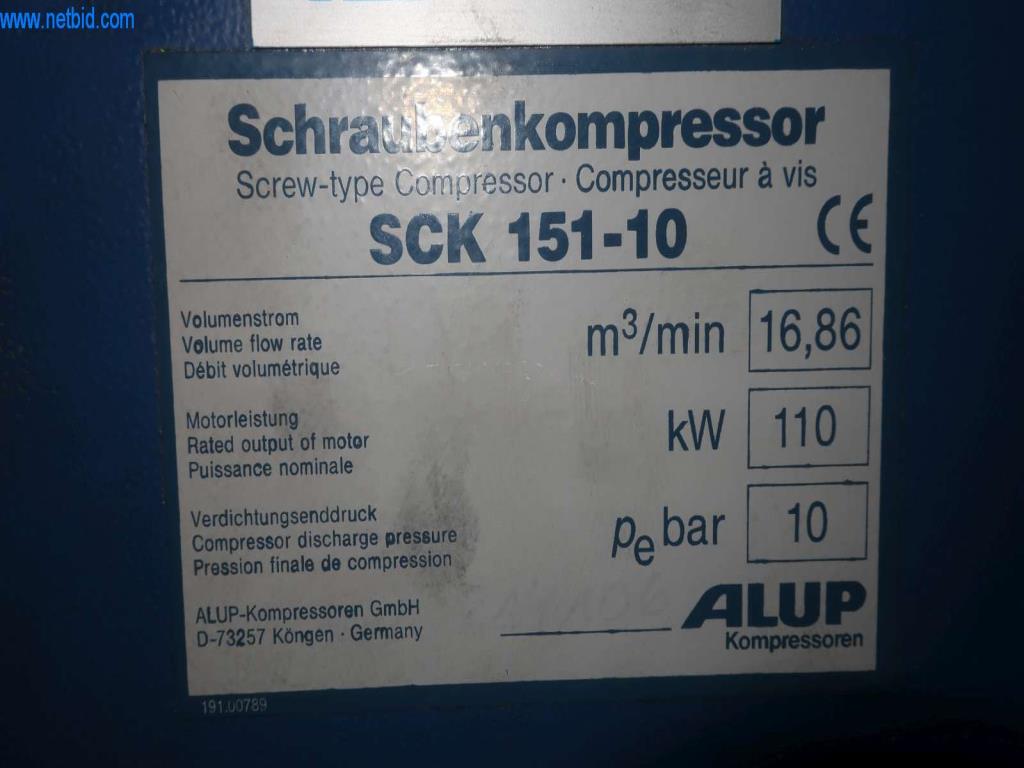 www.netbid.com
Schraubenkompressor
Screw-type Compressor · Compresseur à vis
SCK 151-10 CE
Volumenstrom
Volume flow rate
Débit volumétrique
m³/min 16,86
Motorleistung
Rated output of motor
Puissance nominale
kW 110
Verdichtungsenddruck
Compressor discharge pressure
Pression finale de compression
pe bar 10
ALUP-Kompressoren GmbH
D-73257 Köngen · Germany
ALUP
Kompressoren
191.00789